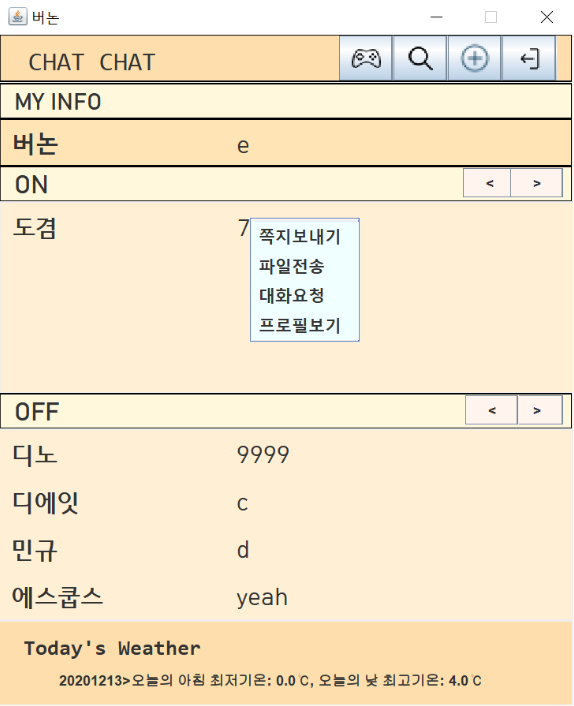 버논
CHAT CHAT
MY INFO
버논 e
ON < >
도겸 7
쪽지보내기
파일전송
대화요청
프로필보기
OFF < >
디노 9999
디에잇 c
민규 d
에스쿱스 yeah
Today's Weather
20201213>오늘의 아침 최저기온: 0.0℃, 오늘의 낮 최고기온: 4.0℃